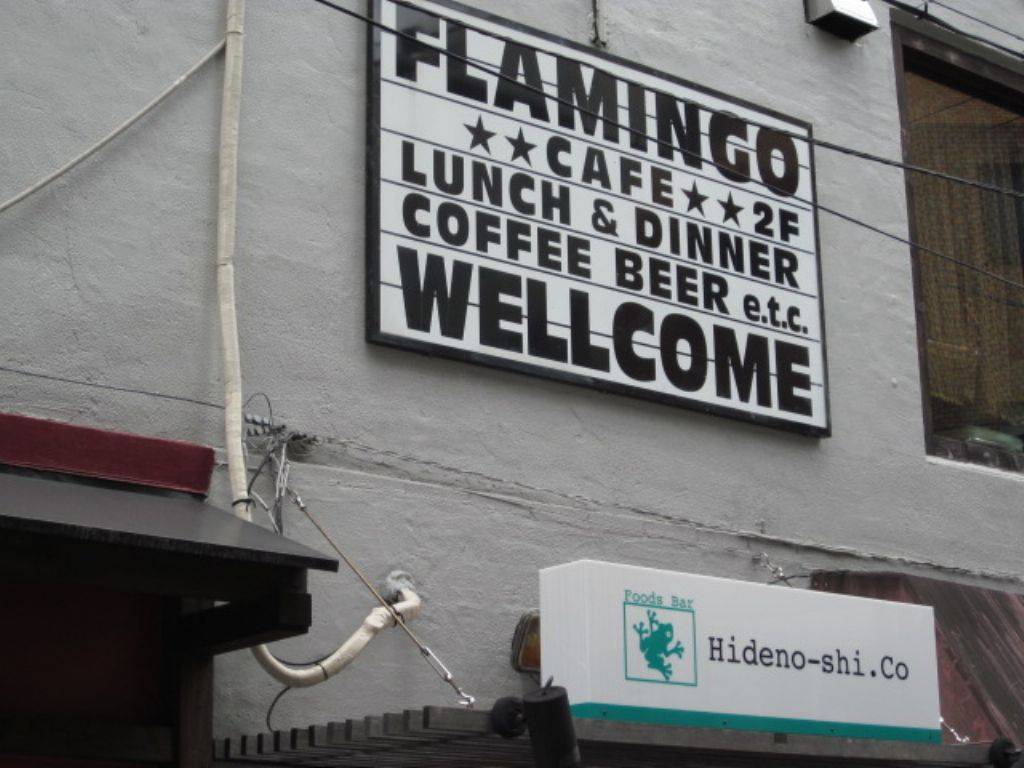 FLAMINGO
★★CAFE★★2F
LUNCH & DINNER
COFFEE BEER e.t.c.
WELLCOME
Foods Bar
Hideno-shi.Co